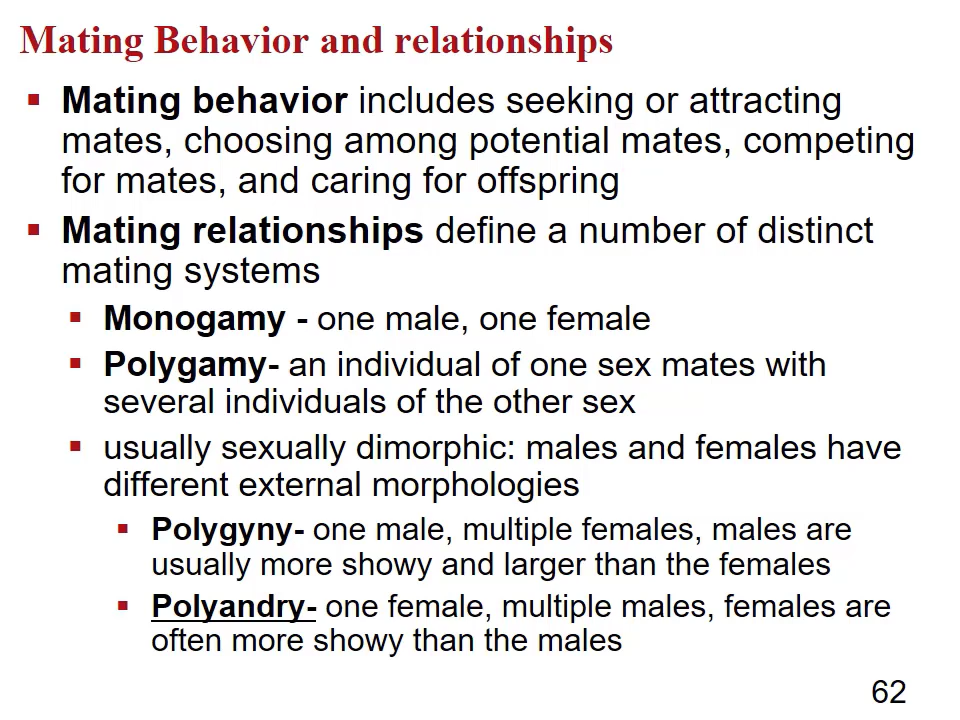 Mating Behavior and relationships
▪ Mating behavior includes seeking or attracting
mates, choosing among potential mates, competing
for mates, and caring for offspring
▪ Mating relationships define a number of distinct
mating systems
▪ Monogamy - one male, one female
▪ Polygamy- an individual of one sex mates with
several individuals of the other sex
▪ usually sexually dimorphic: males and females have
different external morphologies
▪ Polygyny- one male, multiple females, males are
usually more showy and larger than the females
▪ Polyandry- one female, multiple males, females are
often more showy than the males
62